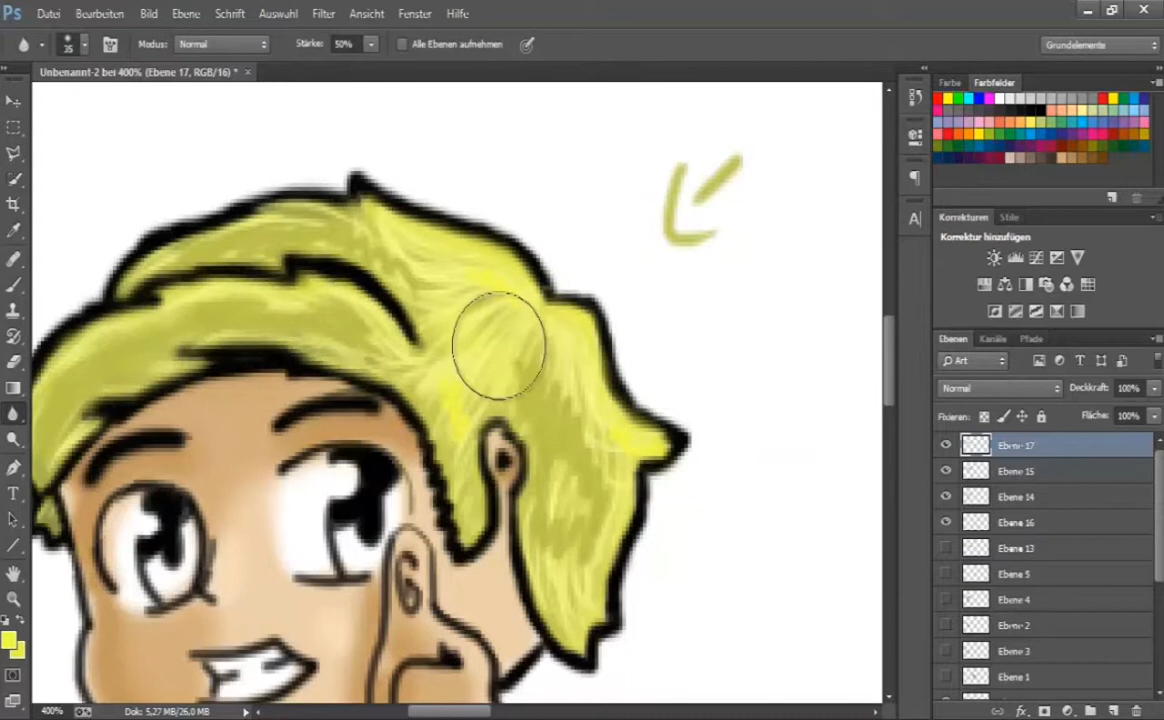 Ps Datei Bearbeiten Bild Ebene Schrift Auswahl Filter Ansicht Fenster Hilfe
35 Modus: Normal Stärke: 50% Alle Ebenen aufnehmen Grundelemente
Unbenannt-2 bei 400% (Ebene 17, RGB/16) * ×
Farbe Farbfelder
Korrekturen Stile
Korrektur hinzufügen
Ebenen Kanäle Pfade
Art
Normal Deckkraft: 100%
Fixieren: Fläche: 100%
Ebene 17
Ebene 15
Ebene 14
Ebene 16
Ebene 13
Ebene 5
Ebene 4
Ebene 2
Ebene 3
Ebene 1
400% Dok: 5,27 MB/26,0 MB